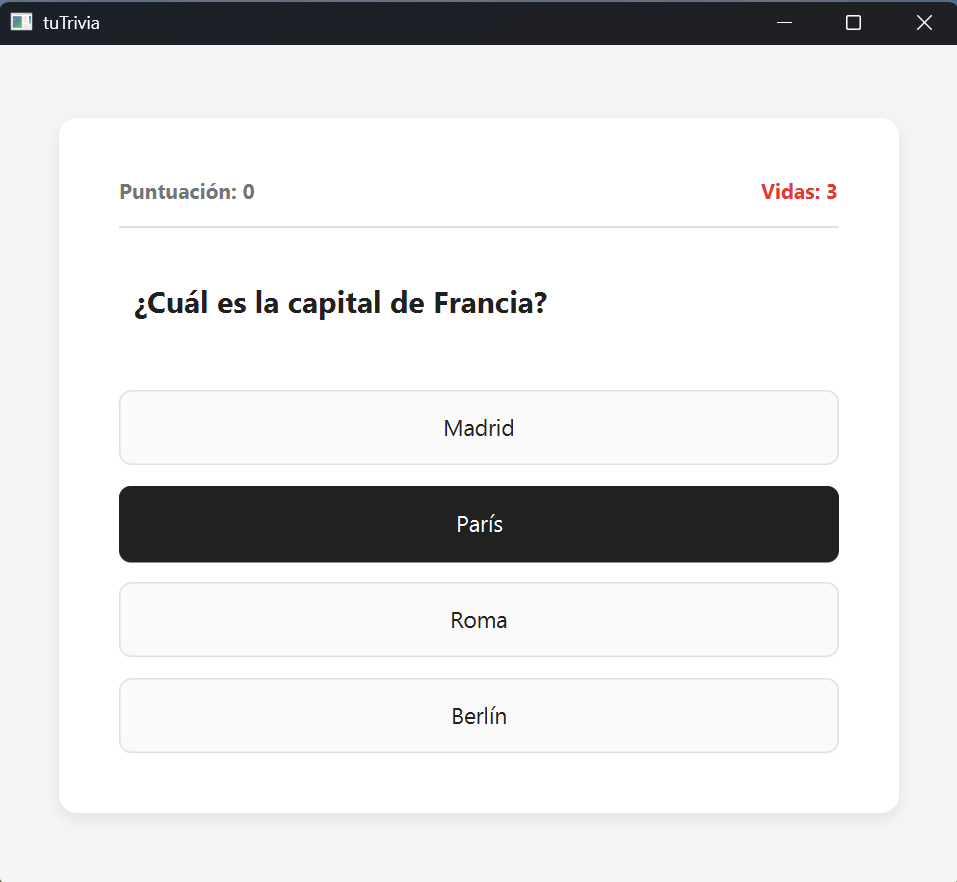 tuTrivia
Puntuación: 0
Vidas: 3
¿Cuál es la capital de Francia?
Madrid
París
Roma
Berlín